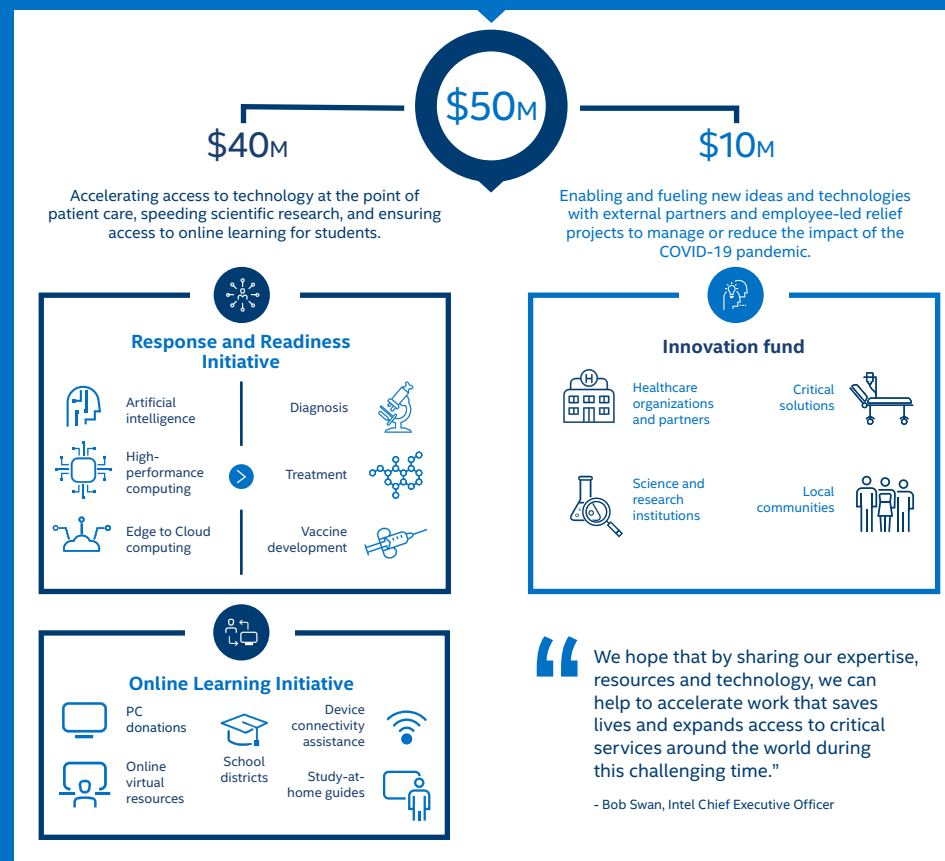 $50M
$40M
Accelerating access to technology at the point of
patient care, speeding scientific research, and ensuring
access to online learning for students.
$10M
Enabling and fueling new ideas and technologies
with external partners and employee-led relief
projects to manage or reduce the impact of the
COVID-19 pandemic.
Response and Readiness
Initiative
Artificial
intelligence
High-
performance
computing
Edge to Cloud
computing
Diagnosis
Treatment
Vaccine
development
Innovation fund
H
Healthcare
organizations
and partners
Critical
solutions
Science and
research
institutions
Local
communities
Online Learning Initiative
PC
donations
Online
virtual
resources
School
districts
Device
connectivity
assistance
Study-at-
home guides
“
We hope that by sharing our expertise,
resources and technology, we can
help to accelerate work that saves
lives and expands access to critical
services around the world during
this challenging time.”
- Bob Swan, Intel Chief Executive Officer